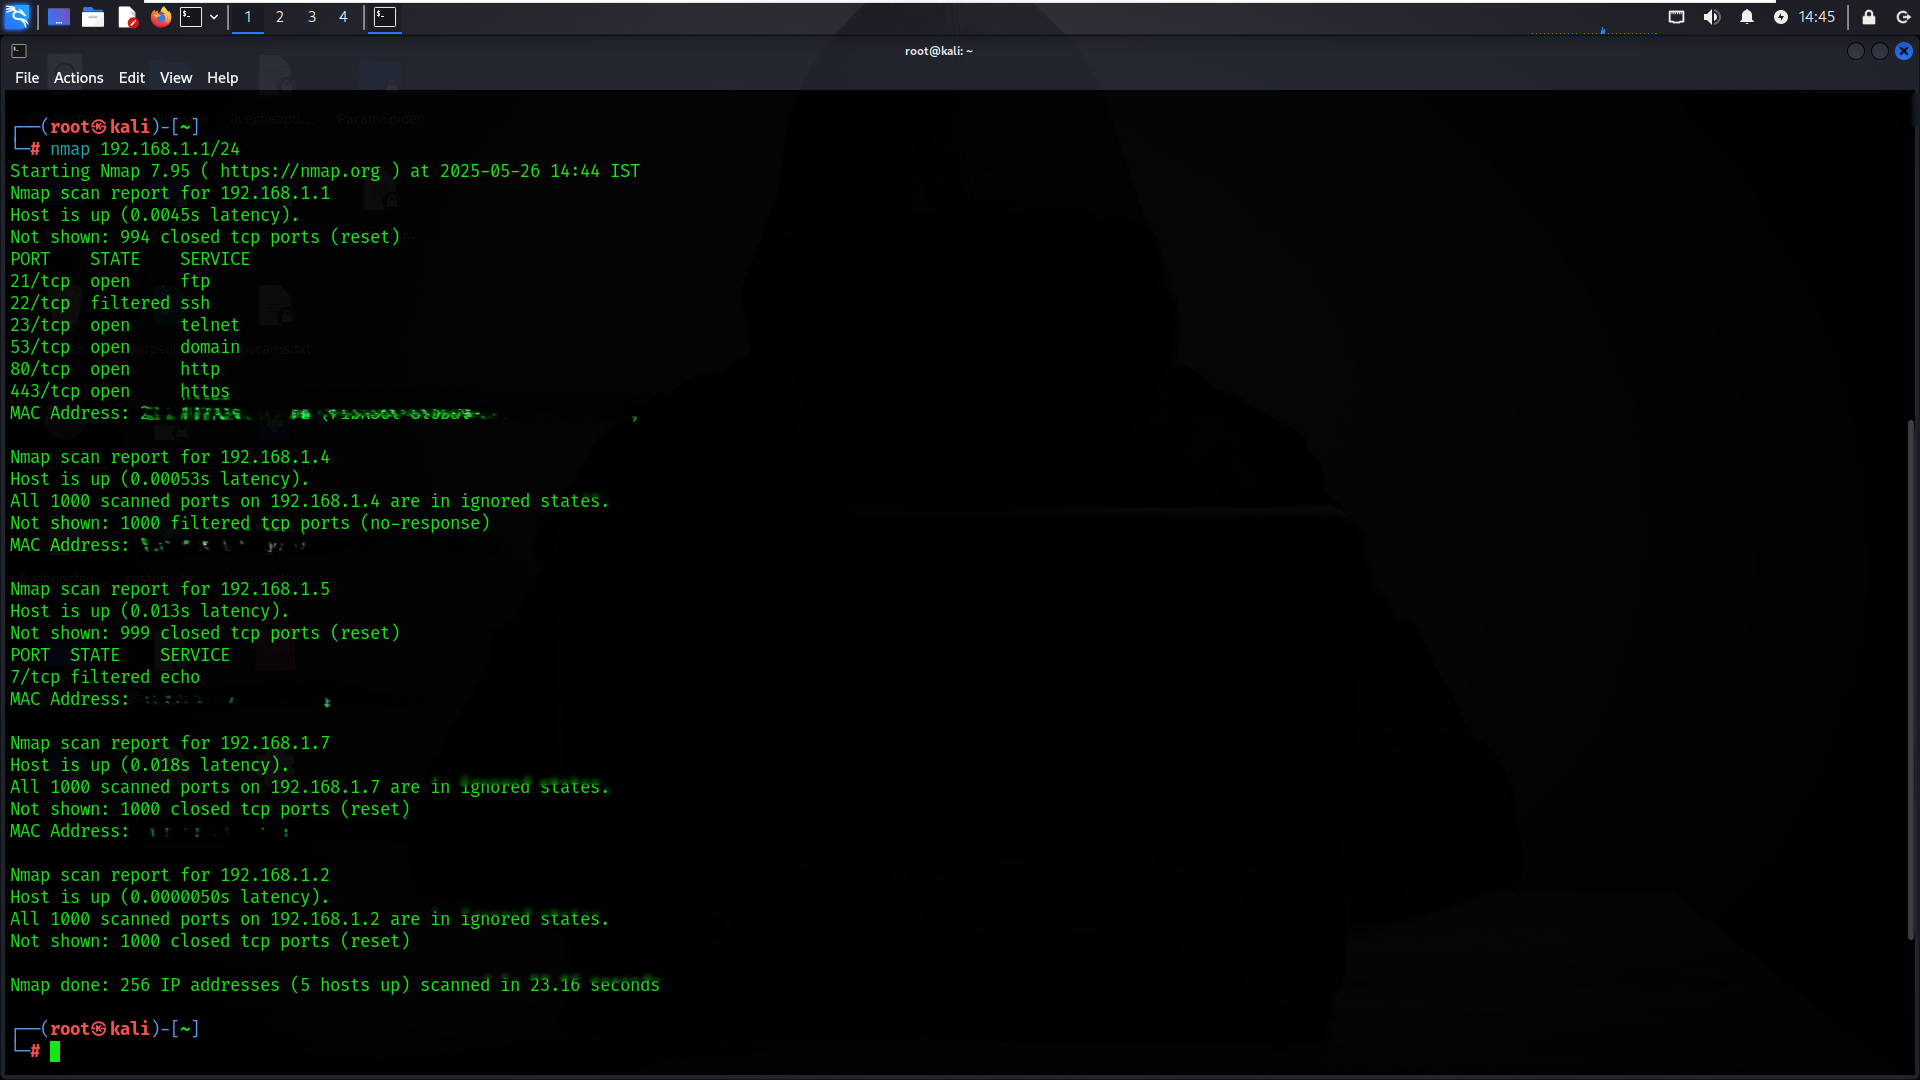 1 2 3 4
14:45
root@kali: ~
File Actions Edit View Help
┌──(root㉿kali)-[~]
└─# nmap 192.168.1.1/24
Starting Nmap 7.95 ( https://nmap.org ) at 2025-05-26 14:44 IST
Nmap scan report for 192.168.1.1
Host is up (0.0045s latency).
Not shown: 994 closed tcp ports (reset)
PORT    STATE    SERVICE
21/tcp  open     ftp
22/tcp  filtered ssh
23/tcp  open     telnet
53/tcp  open     domain
80/tcp  open     http
443/tcp open     https
MAC Address:
Nmap scan report for 192.168.1.4
Host is up (0.00053s latency).
All 1000 scanned ports on 192.168.1.4 are in ignored states.
Not shown: 1000 filtered tcp ports (no-response)
MAC Address:
Nmap scan report for 192.168.1.5
Host is up (0.013s latency).
Not shown: 999 closed tcp ports (reset)
PORT  STATE    SERVICE
7/tcp filtered echo
MAC Address:
Nmap scan report for 192.168.1.7
Host is up (0.018s latency).
All 1000 scanned ports on 192.168.1.7 are in ignored states.
Not shown: 1000 closed tcp ports (reset)
MAC Address:
Nmap scan report for 192.168.1.2
Host is up (0.0000050s latency).
All 1000 scanned ports on 192.168.1.2 are in ignored states.
Not shown: 1000 closed tcp ports (reset)
Nmap done: 256 IP addresses (5 hosts up) scanned in 23.16 seconds
┌──(root㉿kali)-[~]
└─#